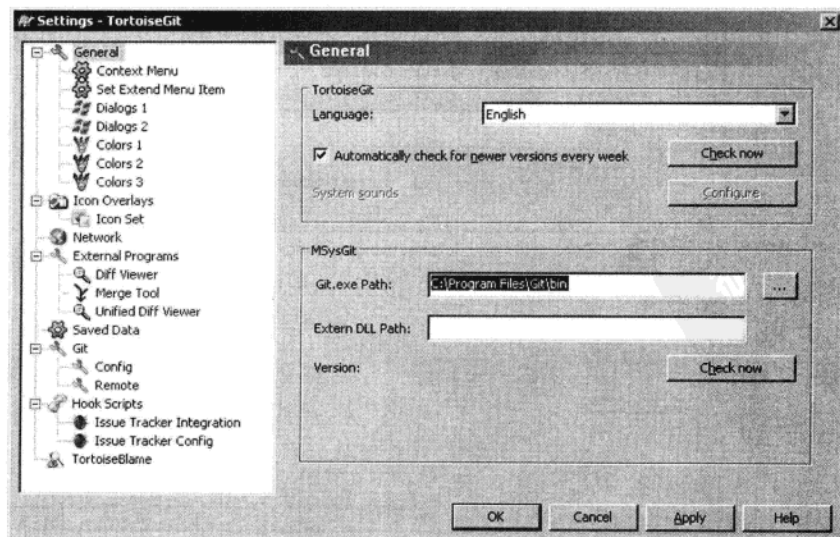 Settings - TortoiseGit
General
Context Menu
Set Extend Menu Item
Dialogs 1
Dialogs 2
Colors 1
Colors 2
Colors 3
Icon Overlays
Icon Set
Network
External Programs
Diff Viewer
Merge Tool
Unified Diff Viewer
Saved Data
Git
Config
Remote
Hook Scripts
Issue Tracker Integration
Issue Tracker Config
TortoiseBlame
General
TortoiseGit
Language: English
Automatically check for newer versions every week Check now
System sounds Configure
MSysGit
Git.exe Path: C:\Program Files\Git\bin ...
Extern DLL Path:
Version: Check now
OK Cancel Apply Help